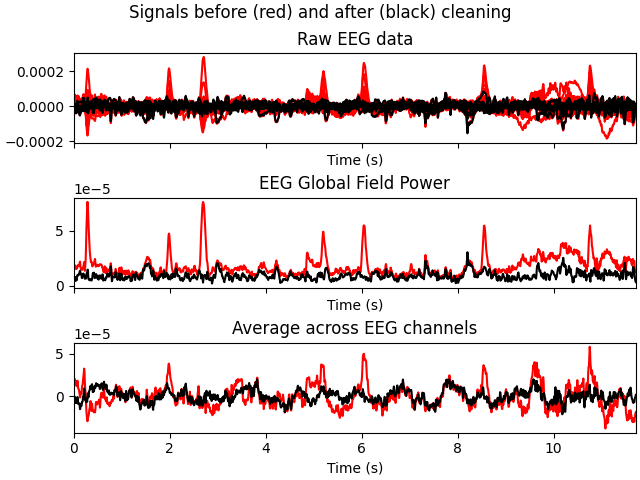 Signals before (red) and after (black) cleaning
Raw EEG data
0.0002
0.0000
−0.0002
Time (s)
1e−5
EEG Global Field Power
5
0
Time (s)
1e−5
Average across EEG channels
5
0
0 2 4 6 8 10
Time (s)